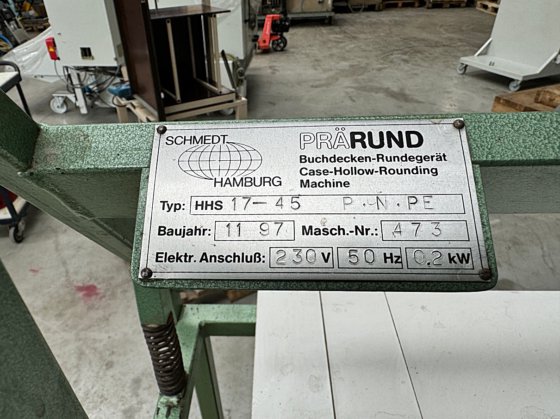 SCHMEDT
HAMBURG
PRÄRUND
Buchdecken-Rundegerät
Case-Hollow-Rounding
Machine
Typ: HHS 17-45 P.N.PE
Baujahr: 11 97 Masch.-Nr.: 473
Elektr. Anschluß: 230 V 50 Hz 0.2 kW